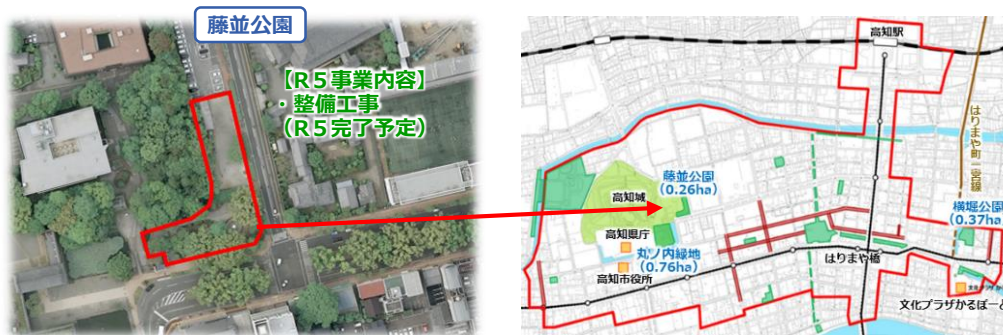 藤並公園
【R5事業内容】
・整備工事
（R5完了予定）
高知駅
はりまや町一宮線
藤並公園
（0.26ha）
高知城
横堀公園
（0.37ha）
高知県庁
丸ノ内緑地
（0.76ha）
高知市役所
はりまや橋
文化プラザかるぽーと